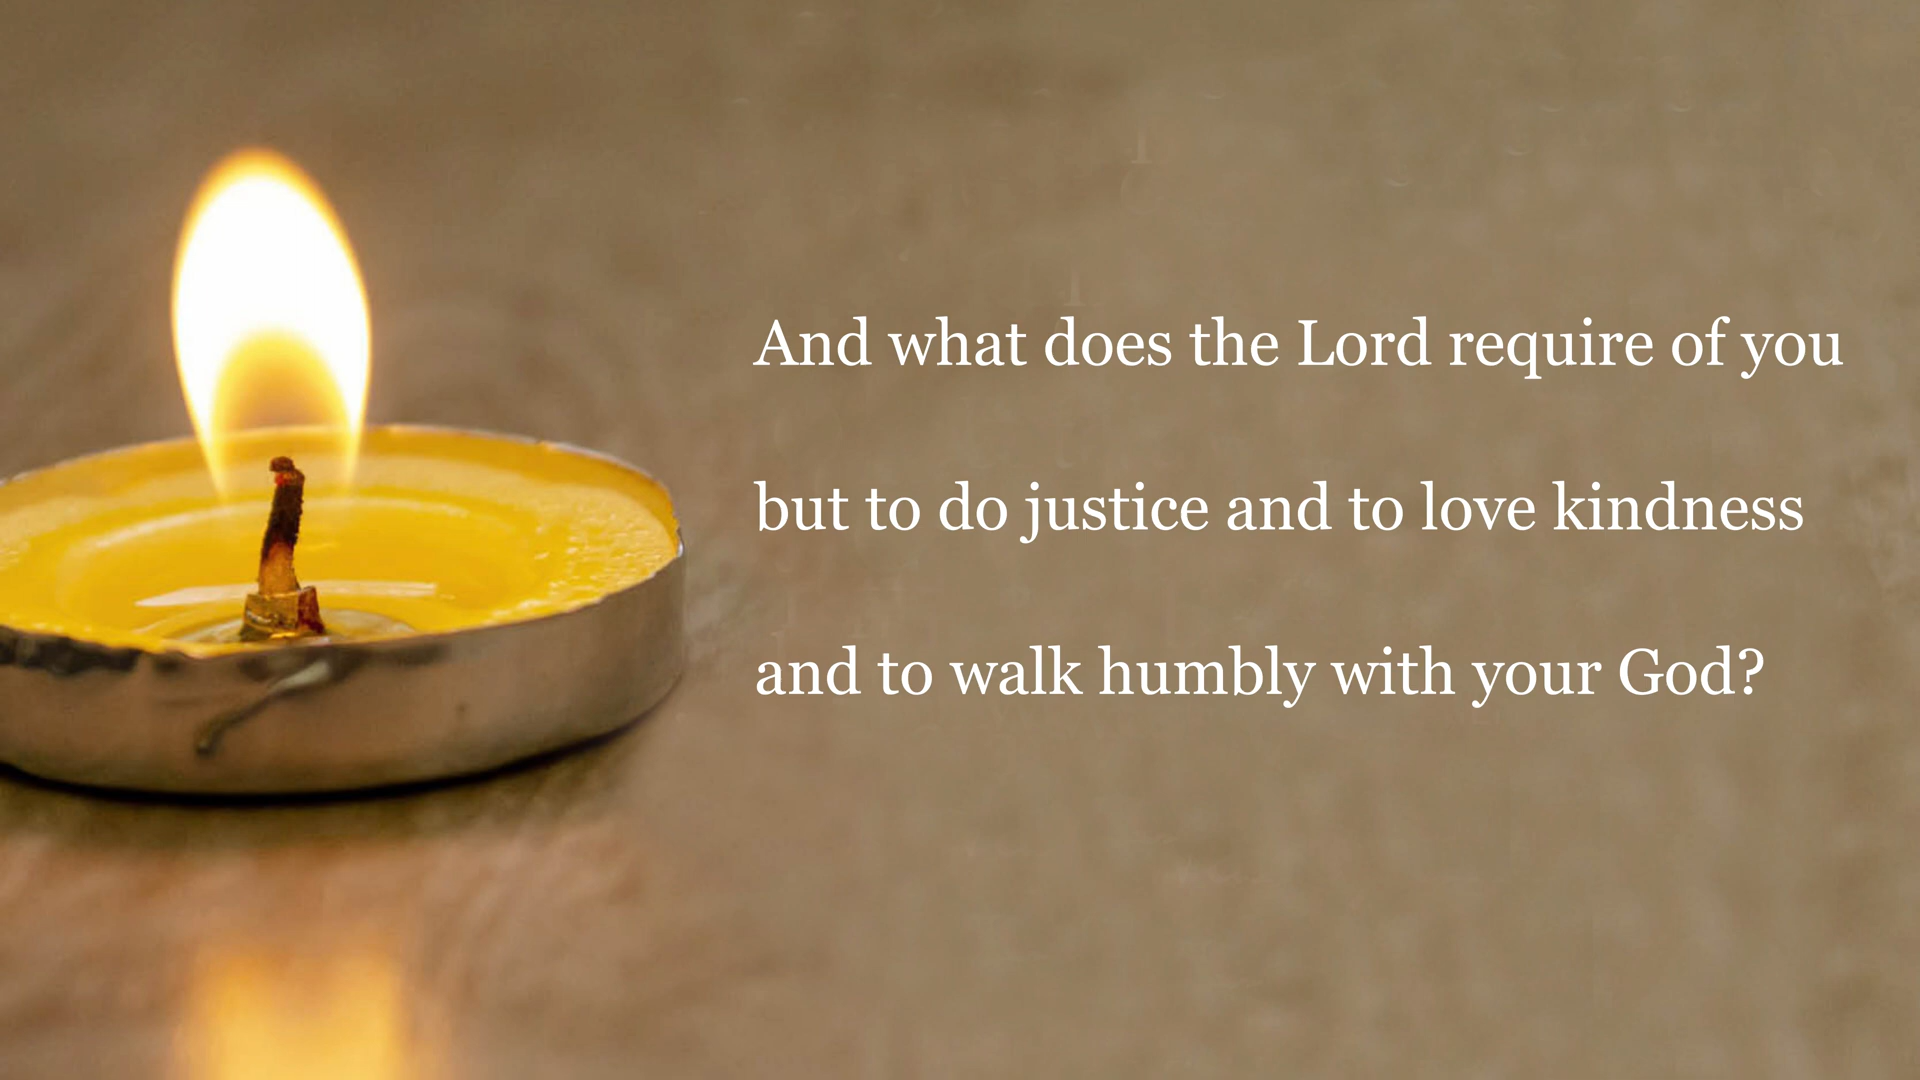 And what does the Lord require of you
but to do justice and to love kindness
and to walk humbly with your God?